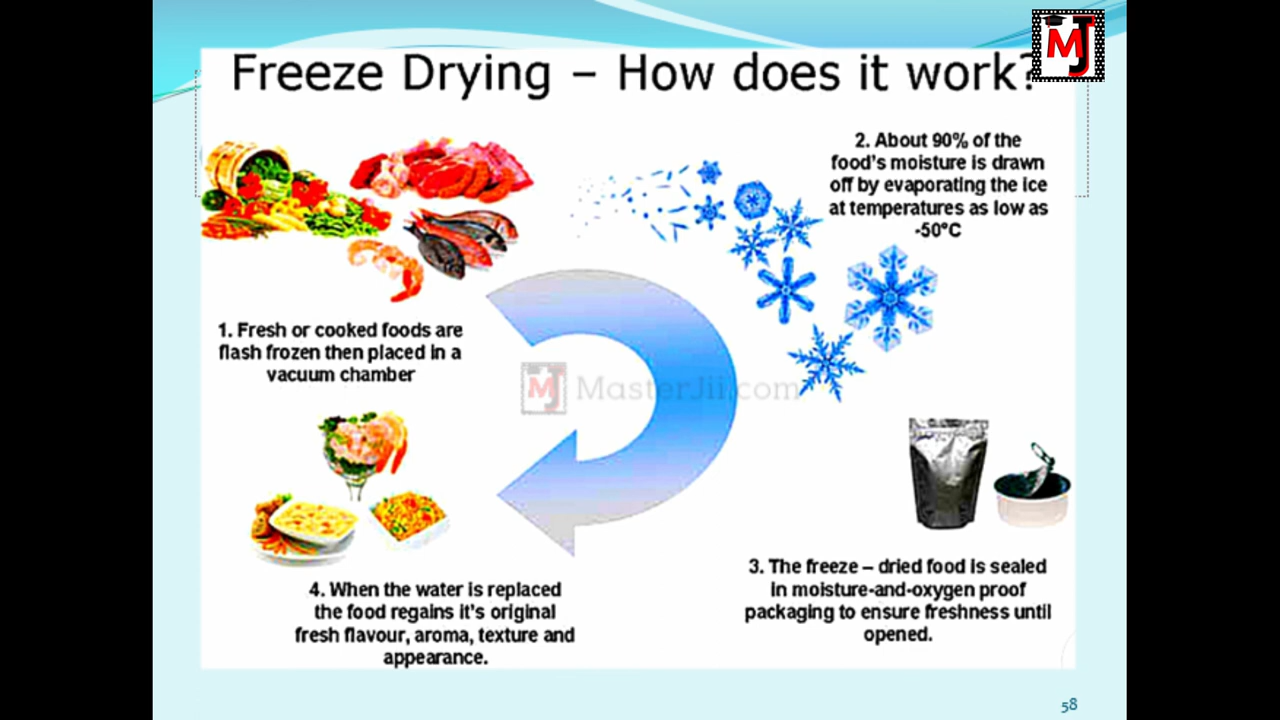 MJ
Freeze Drying – How does it work?
2. About 90% of the
food's moisture is drawn
off by evaporating the ice
at temperatures as low as
-50°C
1. Fresh or cooked foods are
flash frozen then placed in a
vacuum chamber
MJ MasterJii.com
3. The freeze – dried food is sealed
in moisture-and-oxygen proof
packaging to ensure freshness until
opened.
4. When the water is replaced
the food regains it's original
fresh flavour, aroma, texture and
appearance.
58